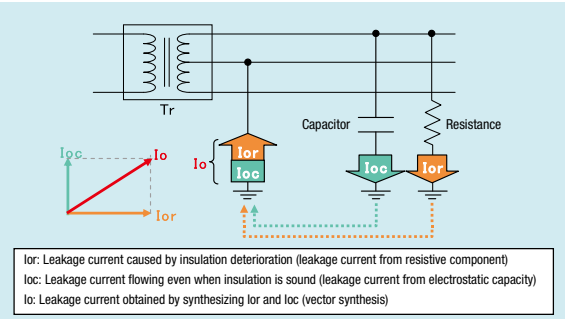 Tr
Capacitor
Resistance
Ioc
Io
Ior
Io
Ior
Ioc
Ioc
Ior
Ior: Leakage current caused by insulation deterioration (leakage current from resistive component)
Ioc: Leakage current flowing even when insulation is sound (leakage current from electrostatic capacity)
Io: Leakage current obtained by synthesizing Ior and Ioc (vector synthesis)